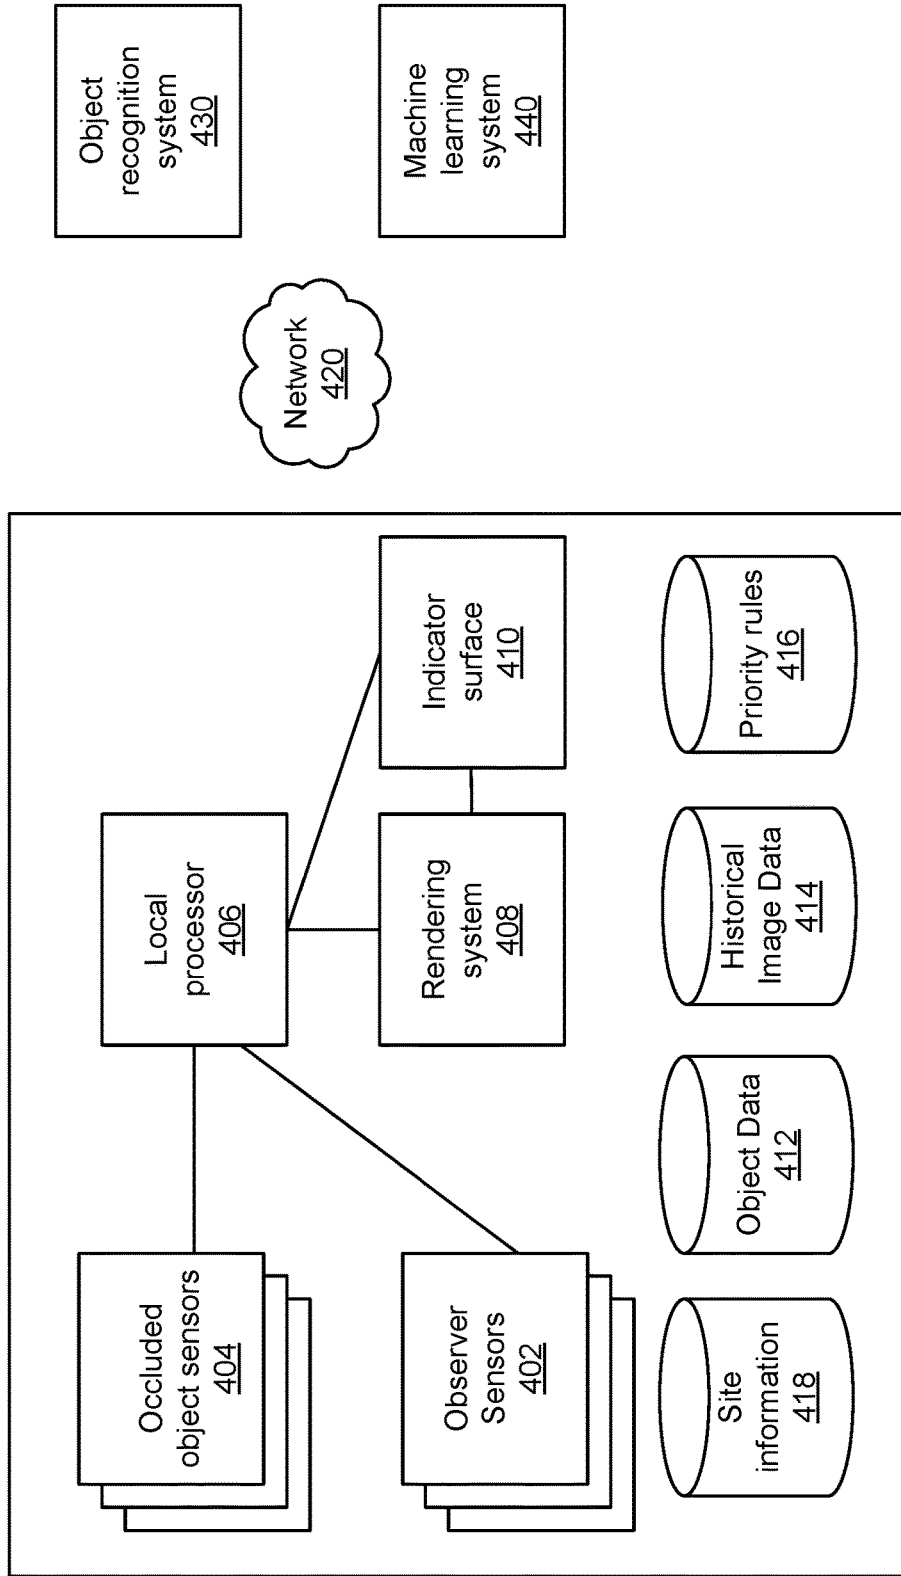 Occluded
object sensors
404
Local
processor
406
Object
recognition
system
430
Network
420
Observer
Sensors
402
Rendering
system
408
Indicator
surface
410
Machine
learning
system
440
Site
information
418
Object Data
412
Historical
Image Data
414
Priority rules
416